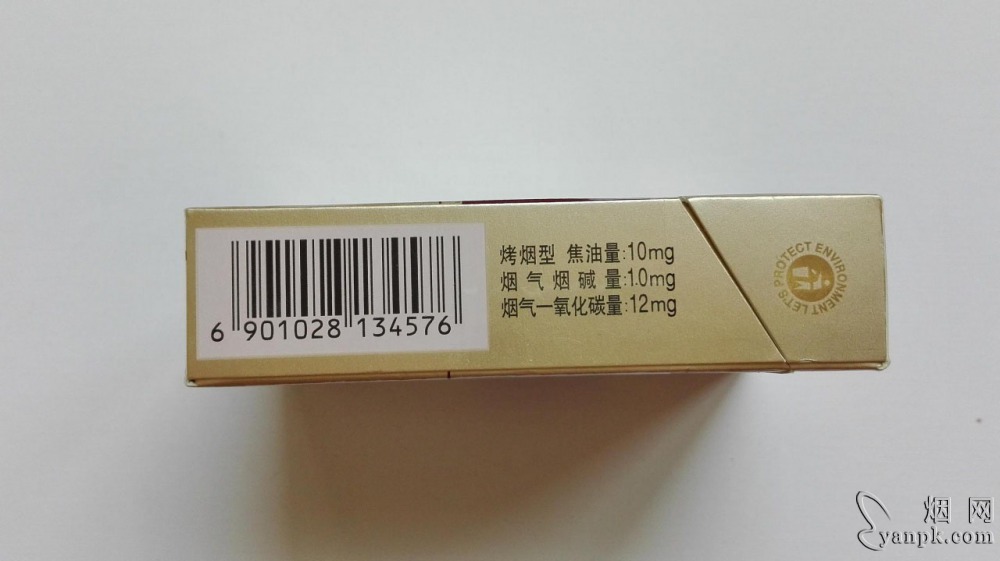 6 901028 134576
烤烟型 焦油量:10mg
烟气烟碱量:1.0mg
烟气一氧化碳量:12mg
PROTECT ENVIRONMENT LET'S
烟网
yanpk.com